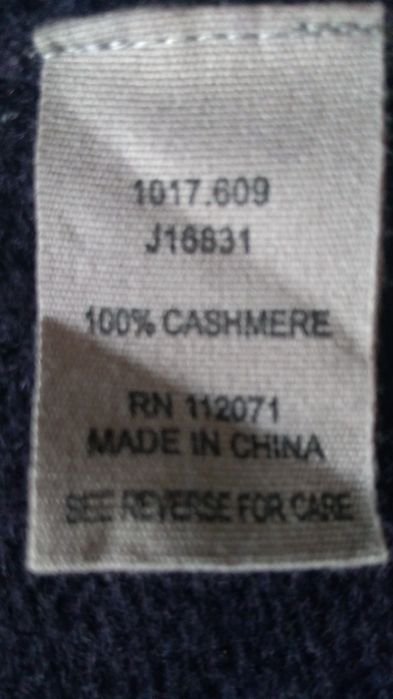 1017.609
J16831
100% CASHMERE
RN 112071
MADE IN CHINA
SEE REVERSE FOR CARE